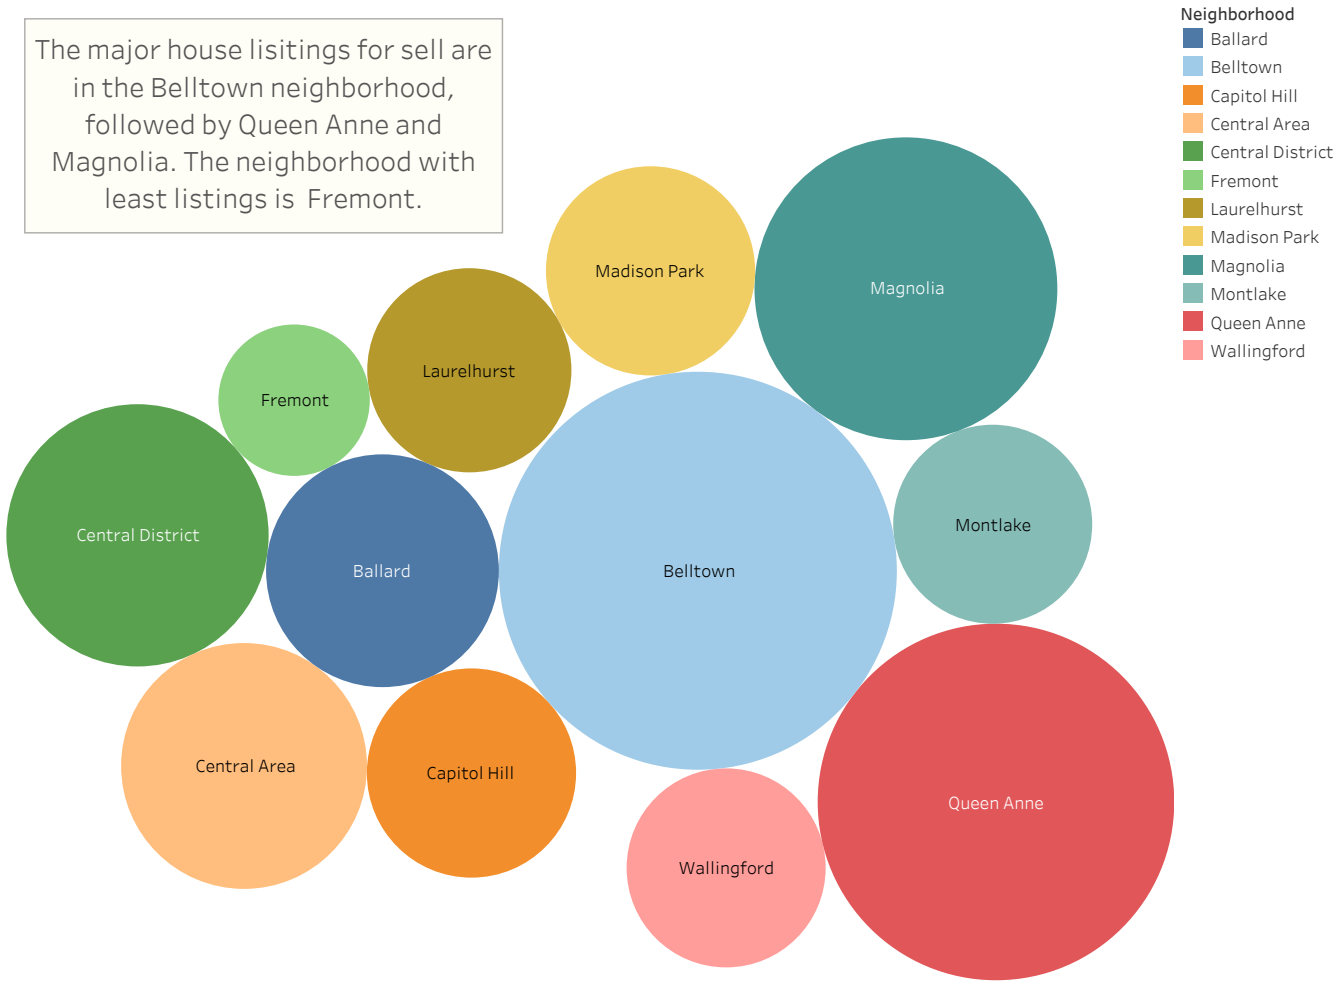 The major house lisitings for sell are
in the Belltown neighborhood,
followed by Queen Anne and
Magnolia. The neighborhood with
least listings is  Fremont.
Neighborhood
Ballard
Belltown
Capitol Hill
Central Area
Central District
Fremont
Laurelhurst
Madison Park
Magnolia
Montlake
Queen Anne
Wallingford
Madison Park
Magnolia
Laurelhurst
Fremont
Montlake
Central District
Ballard
Belltown
Central Area
Capitol Hill
Queen Anne
Wallingford